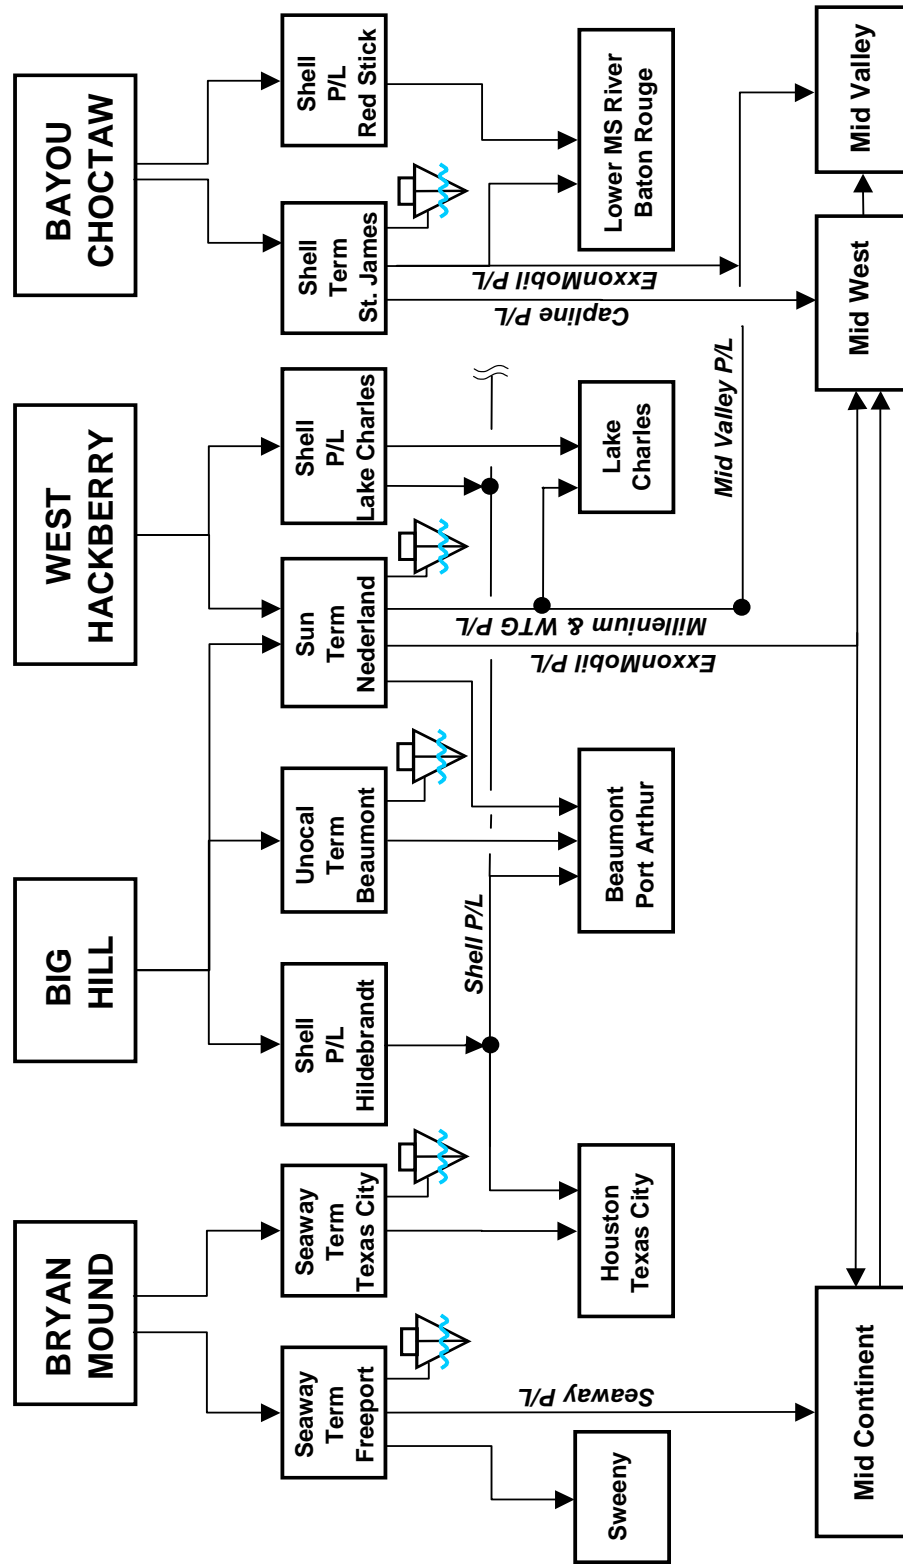 BRYAN
MOUND
BIG
HILL
WEST
HACKBERRY
BAYOU
CHOCTAW
Seaway
Term
Freeport
Seaway
Term
Texas City
Shell
P/L
Hildebrandt
Unocal
Term
Beaumont
Sun
Term
Nederland
Shell
P/L
Lake Charles
Shell
Term
St. James
Shell
P/L
Red Stick
Shell P/L
Seaway P/L
ExxonMobil P/L
Millenium & WTG P/L
Capline P/L
ExxonMobil P/L
Sweeny
Houston
Texas City
Beaumont
Port Arthur
Lake
Charles
Lower MS River
Baton Rouge
Mid Valley P/L
Mid Continent
Mid West
Mid Valley